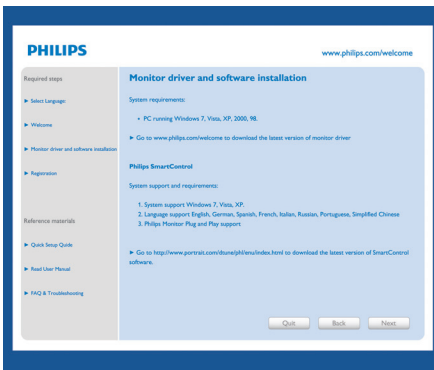 PHILIPS
www.philips.com/welcome
Required steps
► Select Language:
► Welcome
► Monitor driver and software installation
► Registration
Reference materials
► Quick Setup Guide
► Read User Manual
► FAQ & Troubleshooting
Monitor driver and software installation
System requirements:
• PC running Windows 7, Vista, XP, 2000, 98.
► Go to www.philips.com/welcome to download the latest version of monitor driver
Philips SmartControl
System support and requirements:
1. System support Windows 7, Vista, XP.
2. Language support English, German, Spanish, French, Italian, Russian, Portuguese, Simplified Chinese
3. Philips Monitor Plug and Play support
► Go to http://www.portrait.com/dtune/phl/enu/index.html to download the latest version of SmartControl
software.
Quit
Back
Next